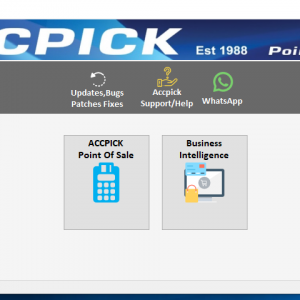 CCPICK
Est 1988
Poi
Updates,Bugs
Patches Fixes
Accpick
Support/Help
WhatsApp
ACCPICK
Point Of Sale
Business
Intelligence